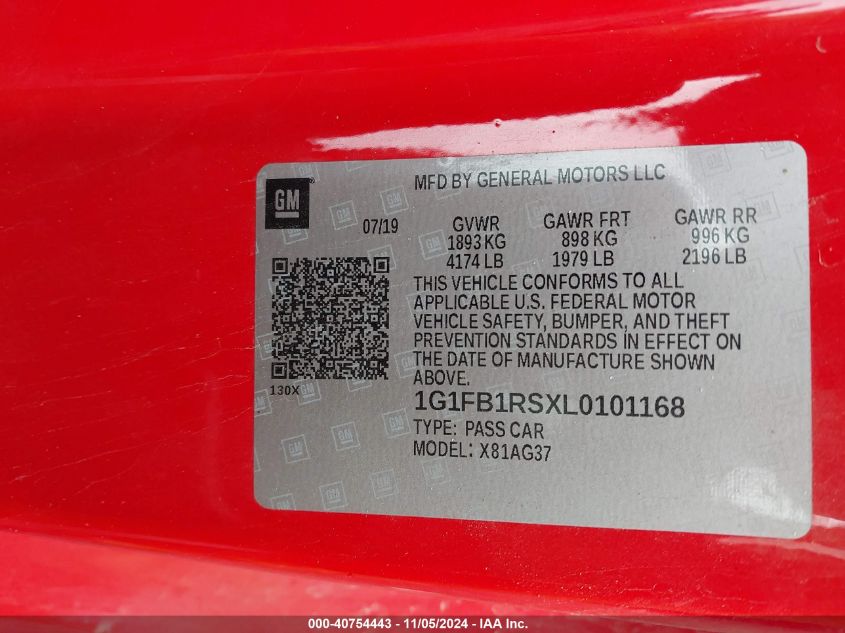 MFD BY GENERAL MOTORS LLC
GM
07/19 GVWR GAWR FRT GAWR RR
1893 KG 898 KG 996 KG
4174 LB 1979 LB 2196 LB
THIS VEHICLE CONFORMS TO ALL
APPLICABLE U.S. FEDERAL MOTOR
VEHICLE SAFETY, BUMPER, AND THEFT
PREVENTION STANDARDS IN EFFECT ON
THE DATE OF MANUFACTURE SHOWN
ABOVE.
130X
1G1FB1RSXL0101168
TYPE: PASS CAR
MODEL: X81AG37
000-40754443 - 11/05/2024 - IAA Inc.